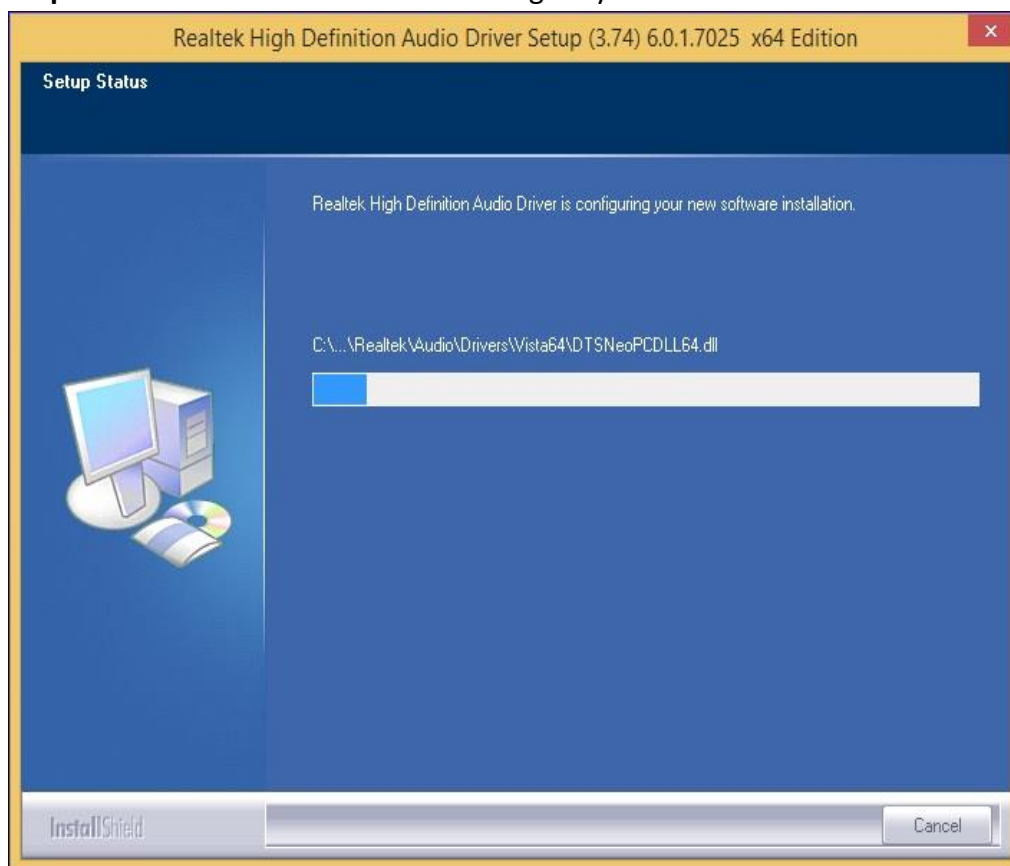 Realtek High Definition Audio Driver Setup (3.74) 6.0.1.7025 x64 Edition
Setup Status
Realtek High Definition Audio Driver is configuring your new software installation.
C:\...\Realtek\Audio\Drivers\Vista64\DTSNeoPCDLL64.dll
InstallShield
Cancel